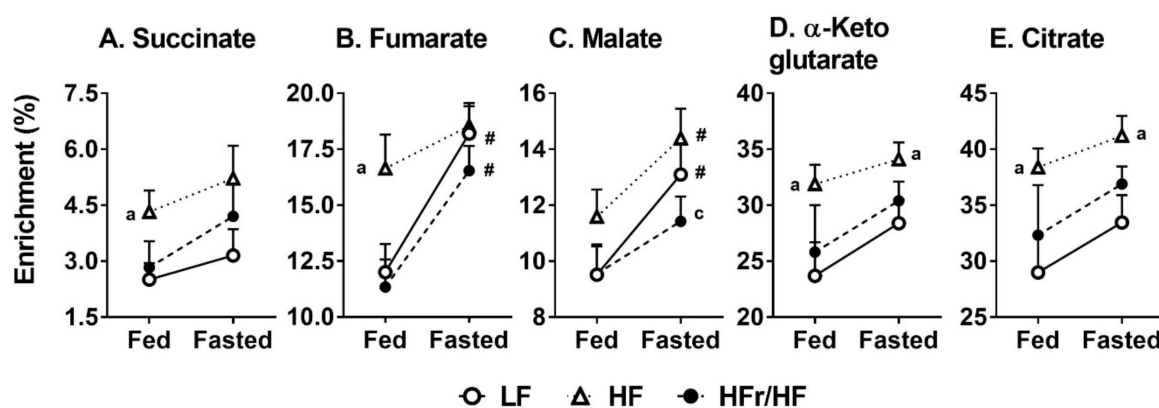 A. Succinate
B. Fumarate
C. Malate
D. α-Keto
glutarate
E. Citrate
Enrichment (%)
7.5
6.0
4.5
3.0
1.5
a
Fed
Fasted
20.0
17.5
15.0
12.5
10.0
a
#
#
Fed
Fasted
16
14
12
10
8
#
#
c
Fed
Fasted
40
35
30
25
20
a
a
Fed
Fasted
45
40
35
30
25
a
a
Fed
Fasted
LF
HF
HFr/HF